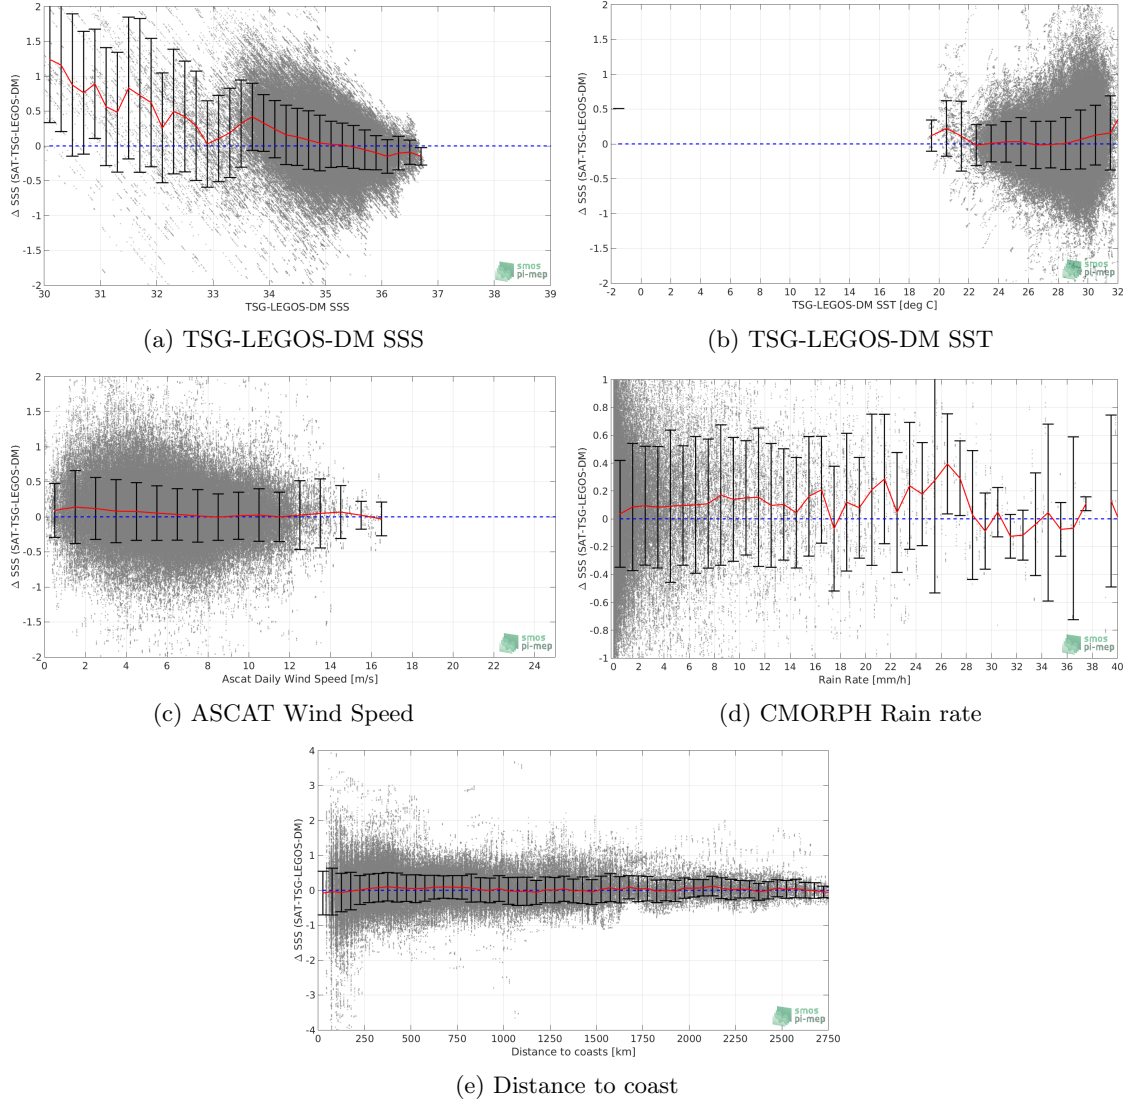 2
1.5
1
0.5
0
-0.5
-1
-1.5
-2
Δ SSS (SAT-TSG-LEGOS-DM)
30 31 32 33 34 35 36 37 38 39
TSG-LEGOS-DM SSS
smos
pi-mep
(a) TSG-LEGOS-DM SSS
2
1.5
1
0.5
0
-0.5
-1
-1.5
-2
Δ SSS (SAT-TSG-LEGOS-DM)
-2 0 2 4 6 8 10 12 14 16 18 20 22 24 26 28 30 32
TSG-LEGOS-DM SST [deg C]
smos
pi-mep
(b) TSG-LEGOS-DM SST
2
1.5
1
0.5
0
-0.5
-1
-1.5
-2
Δ SSS (SAT-TSG-LEGOS-DM)
0 2 4 6 8 10 12 14 16 18 20 22 24
Ascat Daily Wind Speed [m/s]
smos
pi-mep
(c) ASCAT Wind Speed
1
0.8
0.6
0.4
0.2
0
-0.2
-0.4
-0.6
-0.8
-1
Δ SSS (SAT-TSG-LEGOS-DM)
0 2 4 6 8 10 12 14 16 18 20 22 24 26 28 30 32 34 36 38 40
Rain Rate [mm/h]
smos
pi-mep
(d) CMORPH Rain rate
4
3
2
1
0
-1
-2
-3
-4
Δ SSS (SAT-TSG-LEGOS-DM)
0 250 500 750 1000 1250 1500 1750 2000 2250 2500 2750
Distance to coasts [km]
smos
pi-mep
(e) Distance to coast